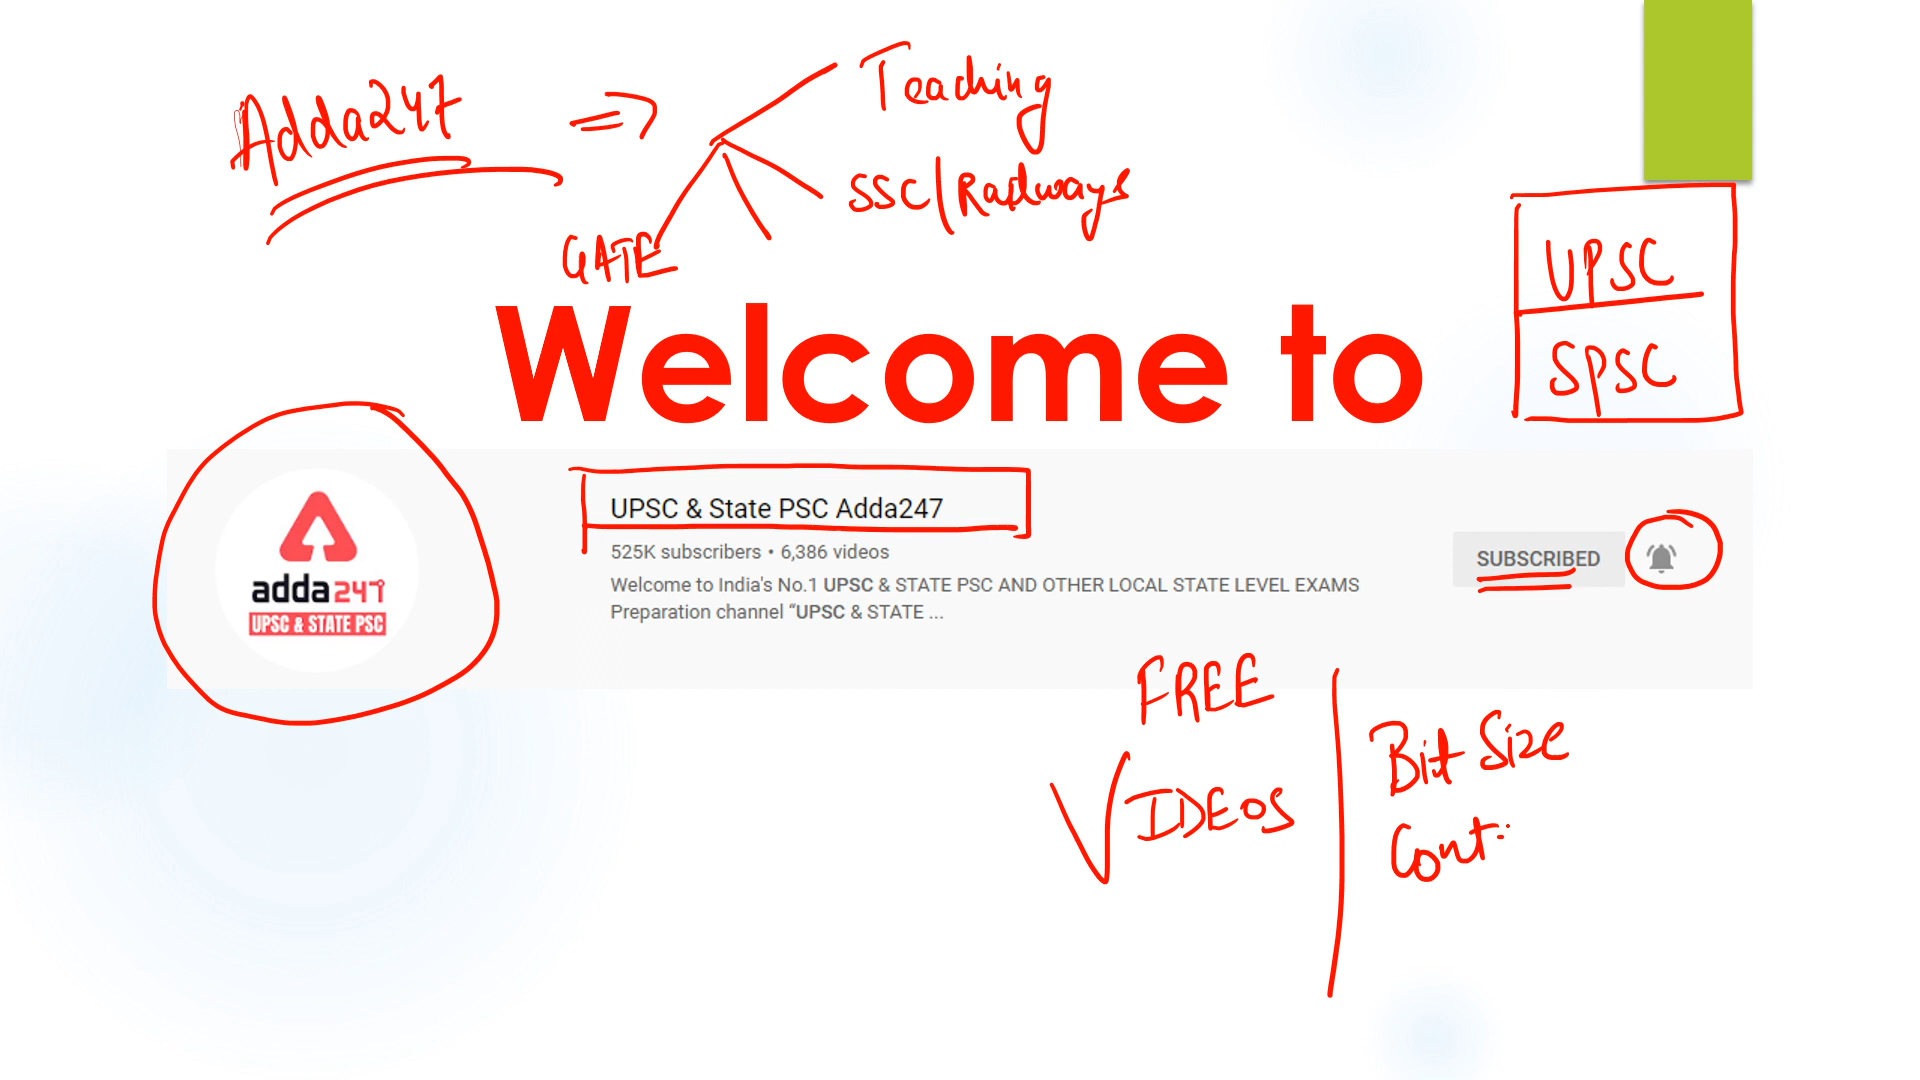 Adda247 ⇒ Teaching
SSC/Railways
GATE
UPSC
SPSC
Welcome to
adda247
UPSC & STATE PSC
UPSC & State PSC Adda247
525K subscribers • 6,386 videos
Welcome to India's No.1 UPSC & STATE PSC AND OTHER LOCAL STATE LEVEL EXAMS
Preparation channel “UPSC & STATE ...
SUBSCRIBED
FREE
VIDEOS
Bit Size
Cont.